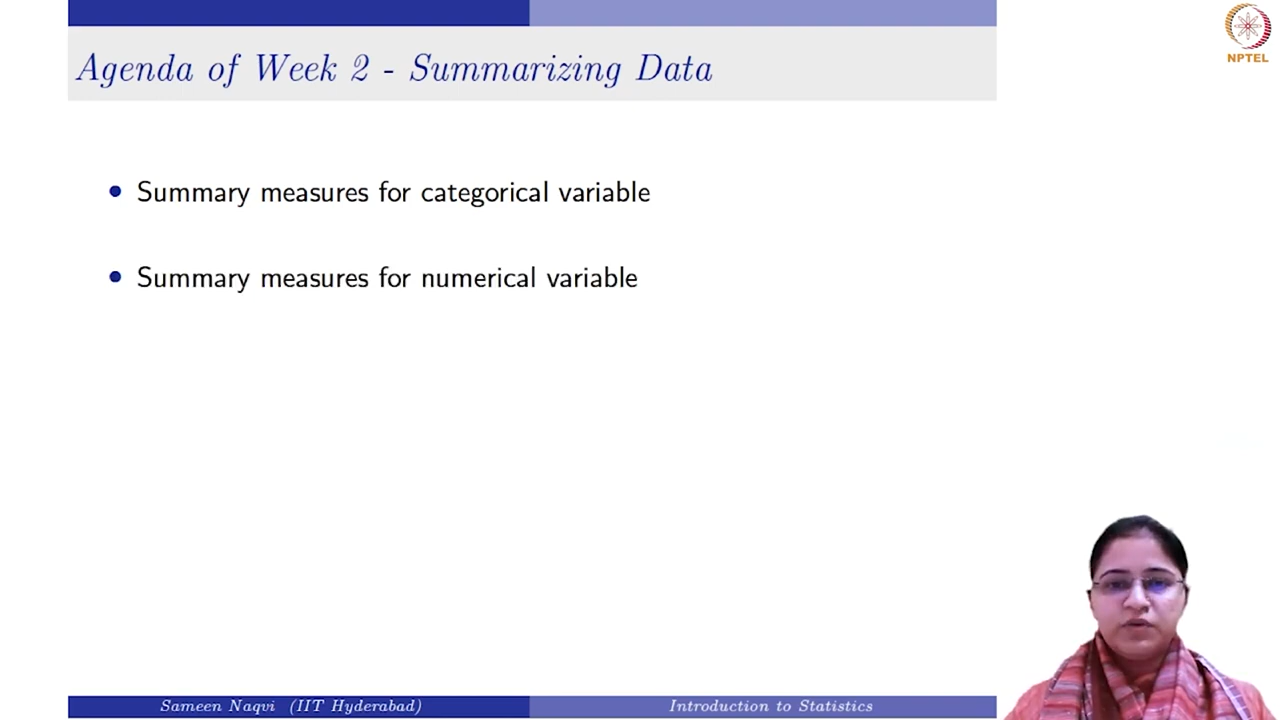 Agenda of Week 2 - Summarizing Data
NPTEL
Summary measures for categorical variable
Summary measures for numerical variable
Sameen Naqvi (IIT Hyderabad)
Introduction to Statistics